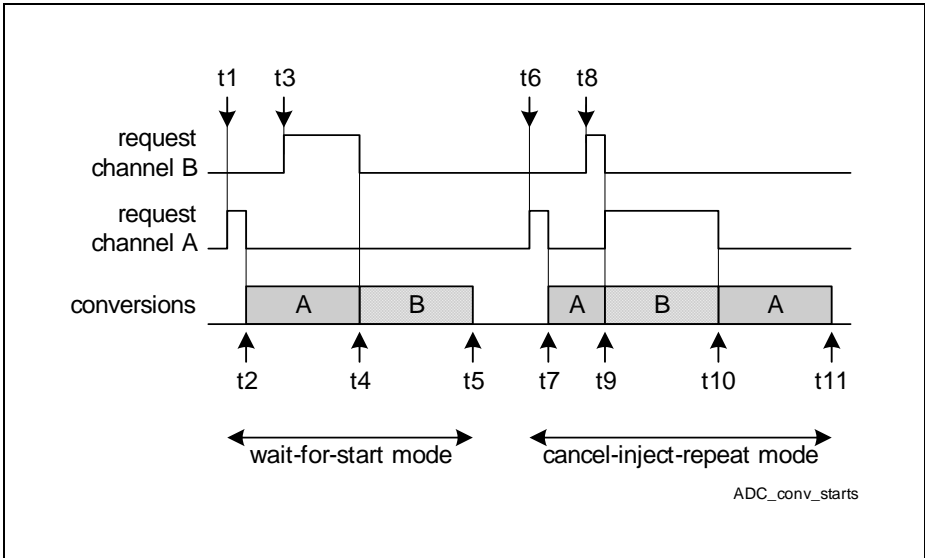 t1 t3 t6 t8
request
channel B
request
channel A
conversions A B A B A
t2 t4 t5 t7 t9 t10 t11
wait-for-start mode cancel-inject-repeat mode
ADC_conv_starts